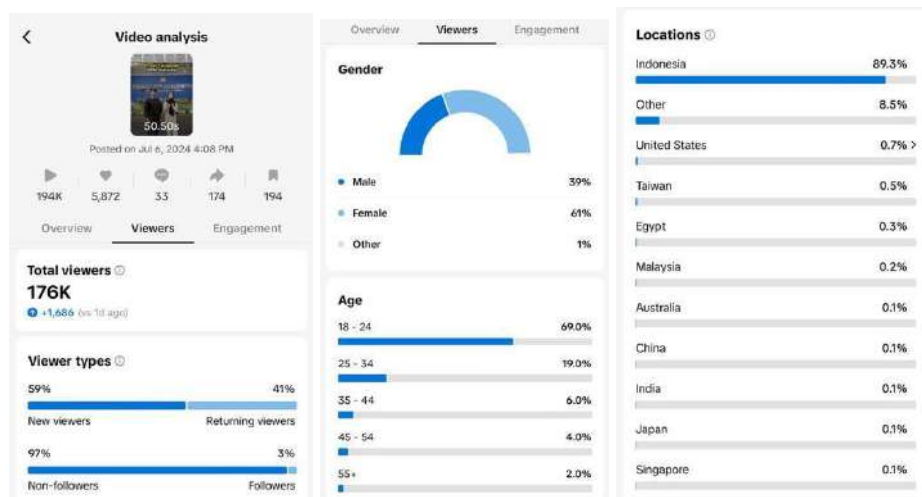 Video analysis
50.50s
Posted on Jul 6, 2024 4:08 PM
194K 5,872 33 174 194
Overview Viewers Engagement
Total viewers
176K
+1,686 (vs 1d ago)
Viewer types
59% 41%
New viewers Returning viewers
97% 3%
Non-followers Followers
Overview Viewers Engagement
Gender
Male 39%
Female 61%
Other 1%
Age
18 - 24 69.0%
25 - 34 19.0%
35 - 44 6.0%
45 - 54 4.0%
55+ 2.0%
Locations
Indonesia 89.3%
Other 8.5%
United States 0.7% >
Taiwan 0.5%
Egypt 0.3%
Malaysia 0.2%
Australia 0.1%
China 0.1%
India 0.1%
Japan 0.1%
Singapore 0.1%